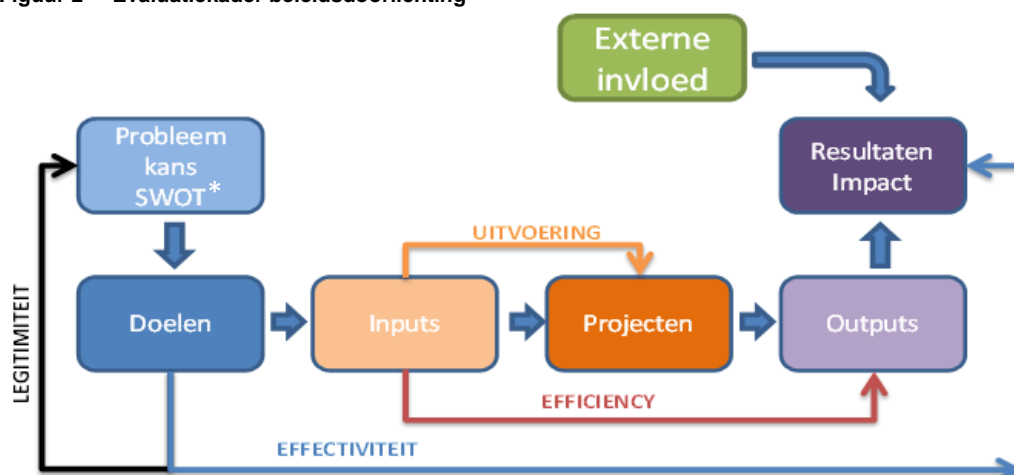 Externe
invloed
Probleem
kans
SWOT*
Resultaten
Impact
UITVOERING
Doelen
Inputs
Projecten
Outputs
LEGITIMITEIT
EFFICIENCY
EFFECTIVITEIT